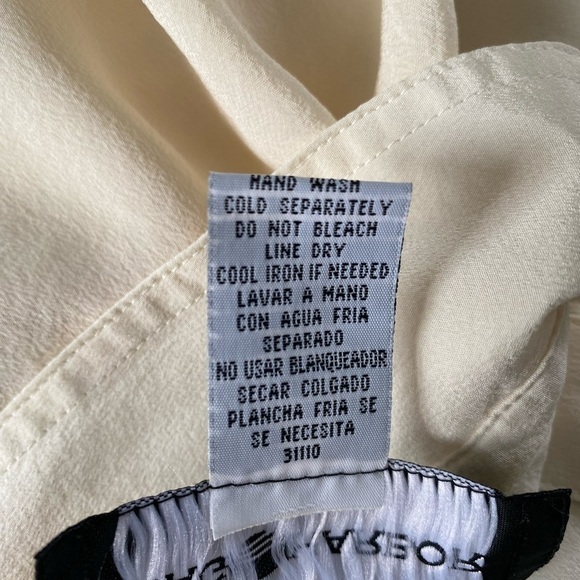 HAND WASH
COLD SEPARATELY
DO NOT BLEACH
LINE DRY
COOL IRON IF NEEDED
LAVAR A MANO
CON AGUA FRIA
SEPARADO
NO USAR BLANQUEADOR
SECAR COLGADO
PLANCHA FRIA SE
SE NECESITA
31110